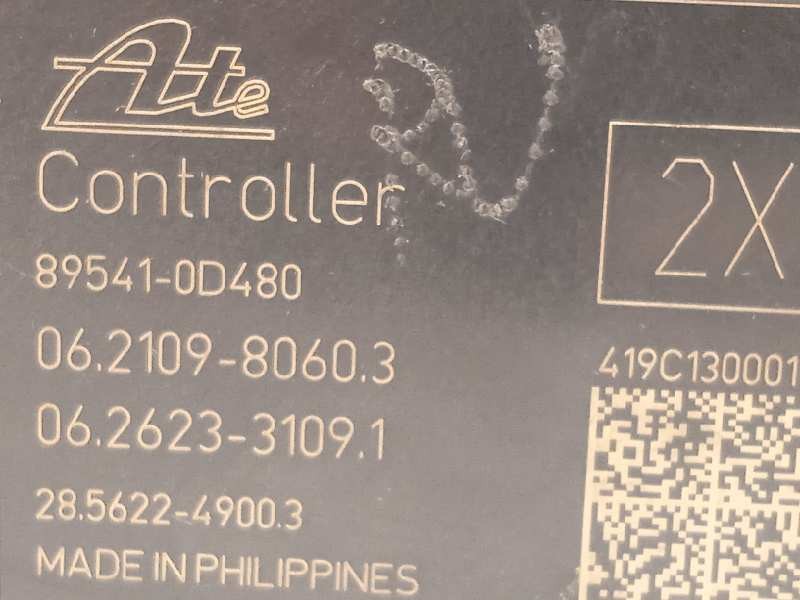 Ate
Controller
89541-0D480
06.2109-8060.3
06.2623-3109.1
28.5622-4900.3
MADE IN PHILIPPINES
2X
419C130001